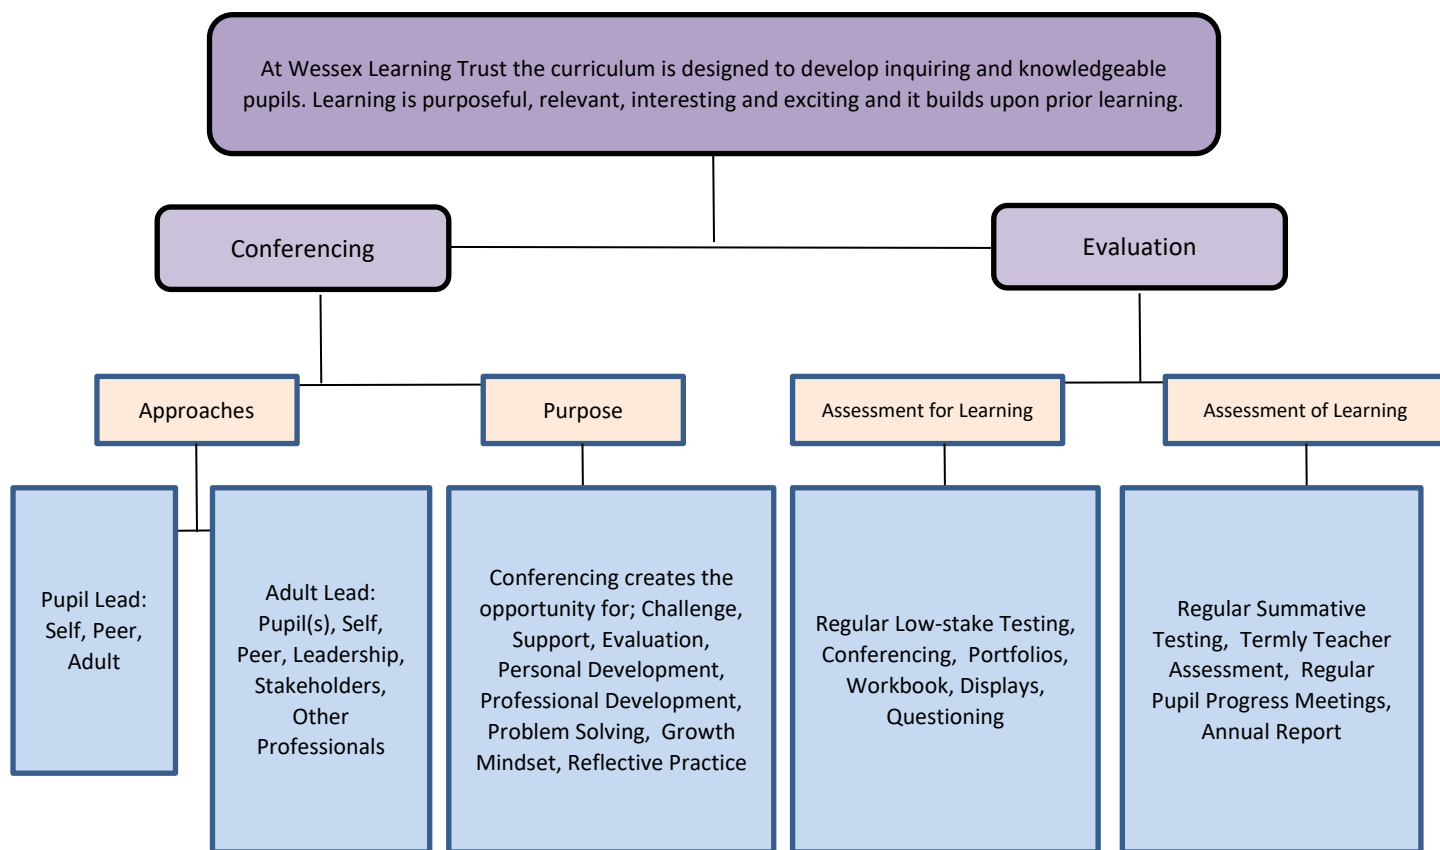 At Wessex Learning Trust the curriculum is designed to develop inquiring and knowledgeable
pupils. Learning is purposeful, relevant, interesting and exciting and it builds upon prior learning.
Conferencing
Evaluation
Approaches
Purpose
Assessment for Learning
Assessment of Learning
Pupil Lead:
Self, Peer,
Adult
Adult Lead:
Pupil(s), Self,
Peer, Leadership,
Stakeholders,
Other
Professionals
Conferencing creates the
opportunity for; Challenge,
Support, Evaluation,
Personal Development,
Professional Development,
Problem Solving,  Growth
Mindset, Reflective Practice
Regular Low-stake Testing,
Conferencing,  Portfolios,
Workbook, Displays,
Questioning
Regular Summative
Testing,  Termly Teacher
Assessment,  Regular
Pupil Progress Meetings,
Annual Report